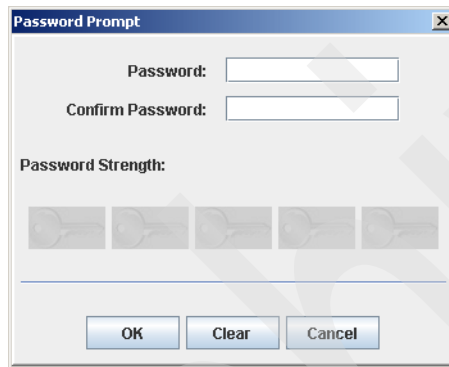 Password Prompt
Password:
Confirm Password:
Password Strength:
OK Clear Cancel